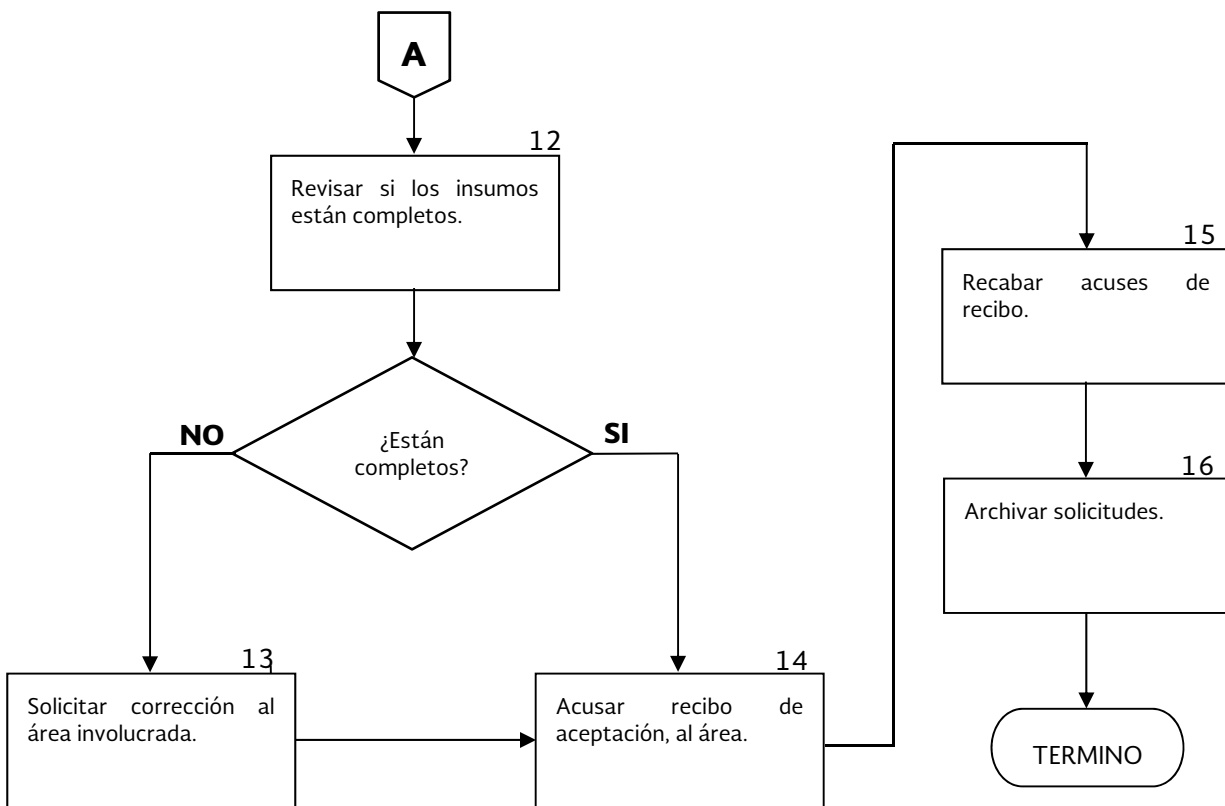 A
12
Revisar si los insumos
están completos.
NO
¿Están
completos?
SI
13
Solicitar corrección al
área involucrada.
14
Acusar recibo de
aceptación, al área.
15
Recabar acuses de
recibo.
16
Archivar solicitudes.
TERMINO